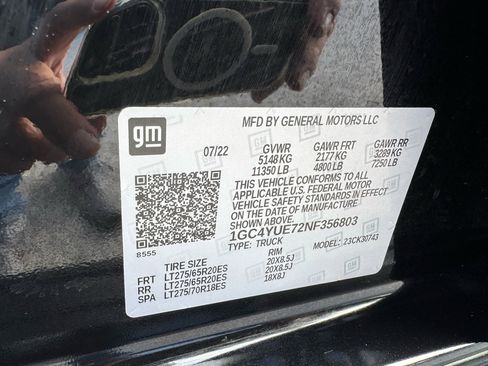 MFD BY GENERAL MOTORS LLC
gm
07/22 GVWR GAWR FRT GAWR RR
5148 KG 2177 KG 3289 KG
11350 LB 4800 LB 7250 LB
THIS VEHICLE CONFORMS TO ALL
APPLICABLE U.S. FEDERAL MOTOR
VEHICLE SAFETY STANDARDS IN EFFECT
ON THE DATE OF MANUFACTURE
1GC4YUE72NF356803
TYPE: TRUCK MODEL: 23CK30743
8555
TIRE SIZE RIM
FRT LT275/65R20ES 20X8.5J
RR LT275/65R20ES 20X8.5J
SPA LT275/70R18ES 18X8J